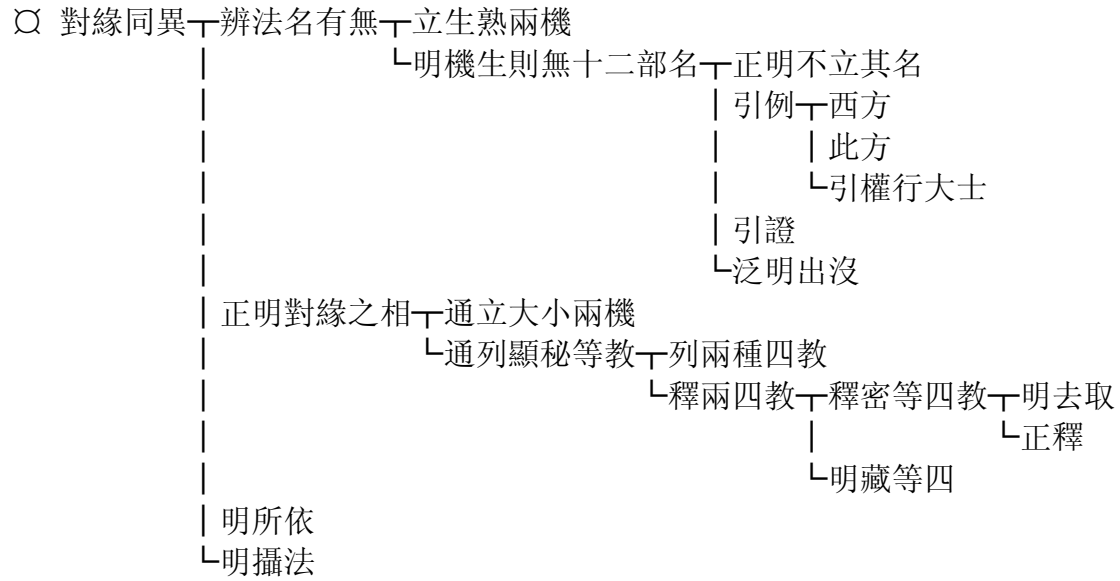 ¤ 對緣同異┬辨法名有無┬立生熟兩機
└明機生則無十二部名┬正明不立其名
│引例┬西方
│此方
└引權行大士
│引證
└泛明出沒
│正明對緣之相┬通立大小兩機
└通列顯秘等教┬列兩種四教
└釋兩四教┬釋密等四教┬明去取
└正釋
└明藏等四
│明所依
└明攝法